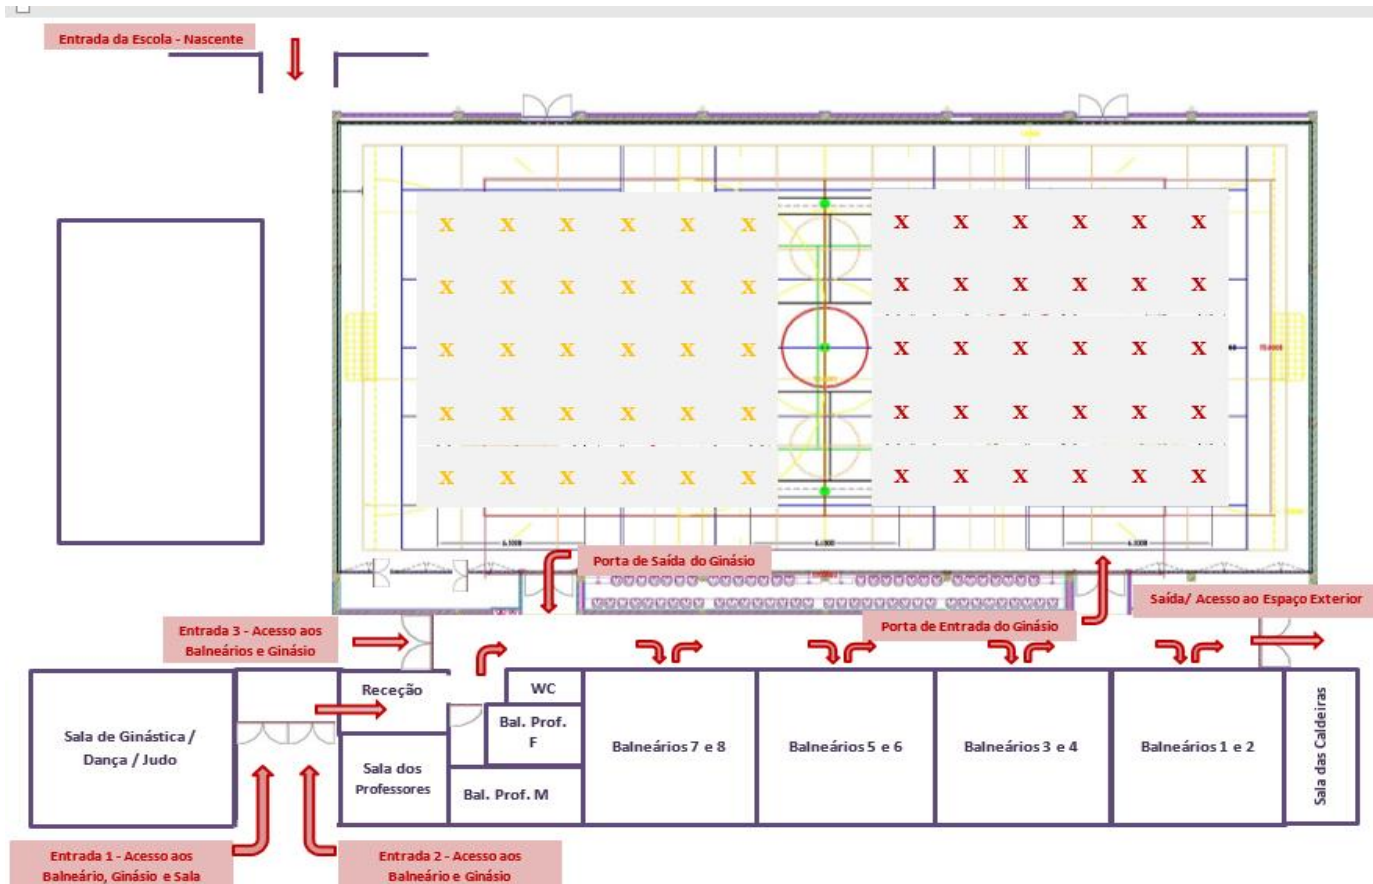 Entrada da Escola - Nascente
X X X X X X
X X X X X X
X X X X X X
X X X X X X
X X X X X X
X X X X X X
X X X X X X
X X X X X X
X X X X X X
X X X X X X
Porta de Saída do Ginásio
Saída/ Acesso ao Espaço Exterior
Entrada 3 - Acesso aos
Balneários e Ginásio
Porta de Entrada do Ginásio
Receção
WC
Bal. Prof.
F
Sala de Ginástica /
Dança / Judo
Sala dos
Professores
Bal. Prof. M
Balneários 7 e 8
Balneários 5 e 6
Balneários 3 e 4
Balneários 1 e 2
Sala das Caldeiras
Entrada 1 - Acesso aos
Balneário, Ginásio e Sala
Entrada 2 - Acesso aos
Balneário e Ginásio